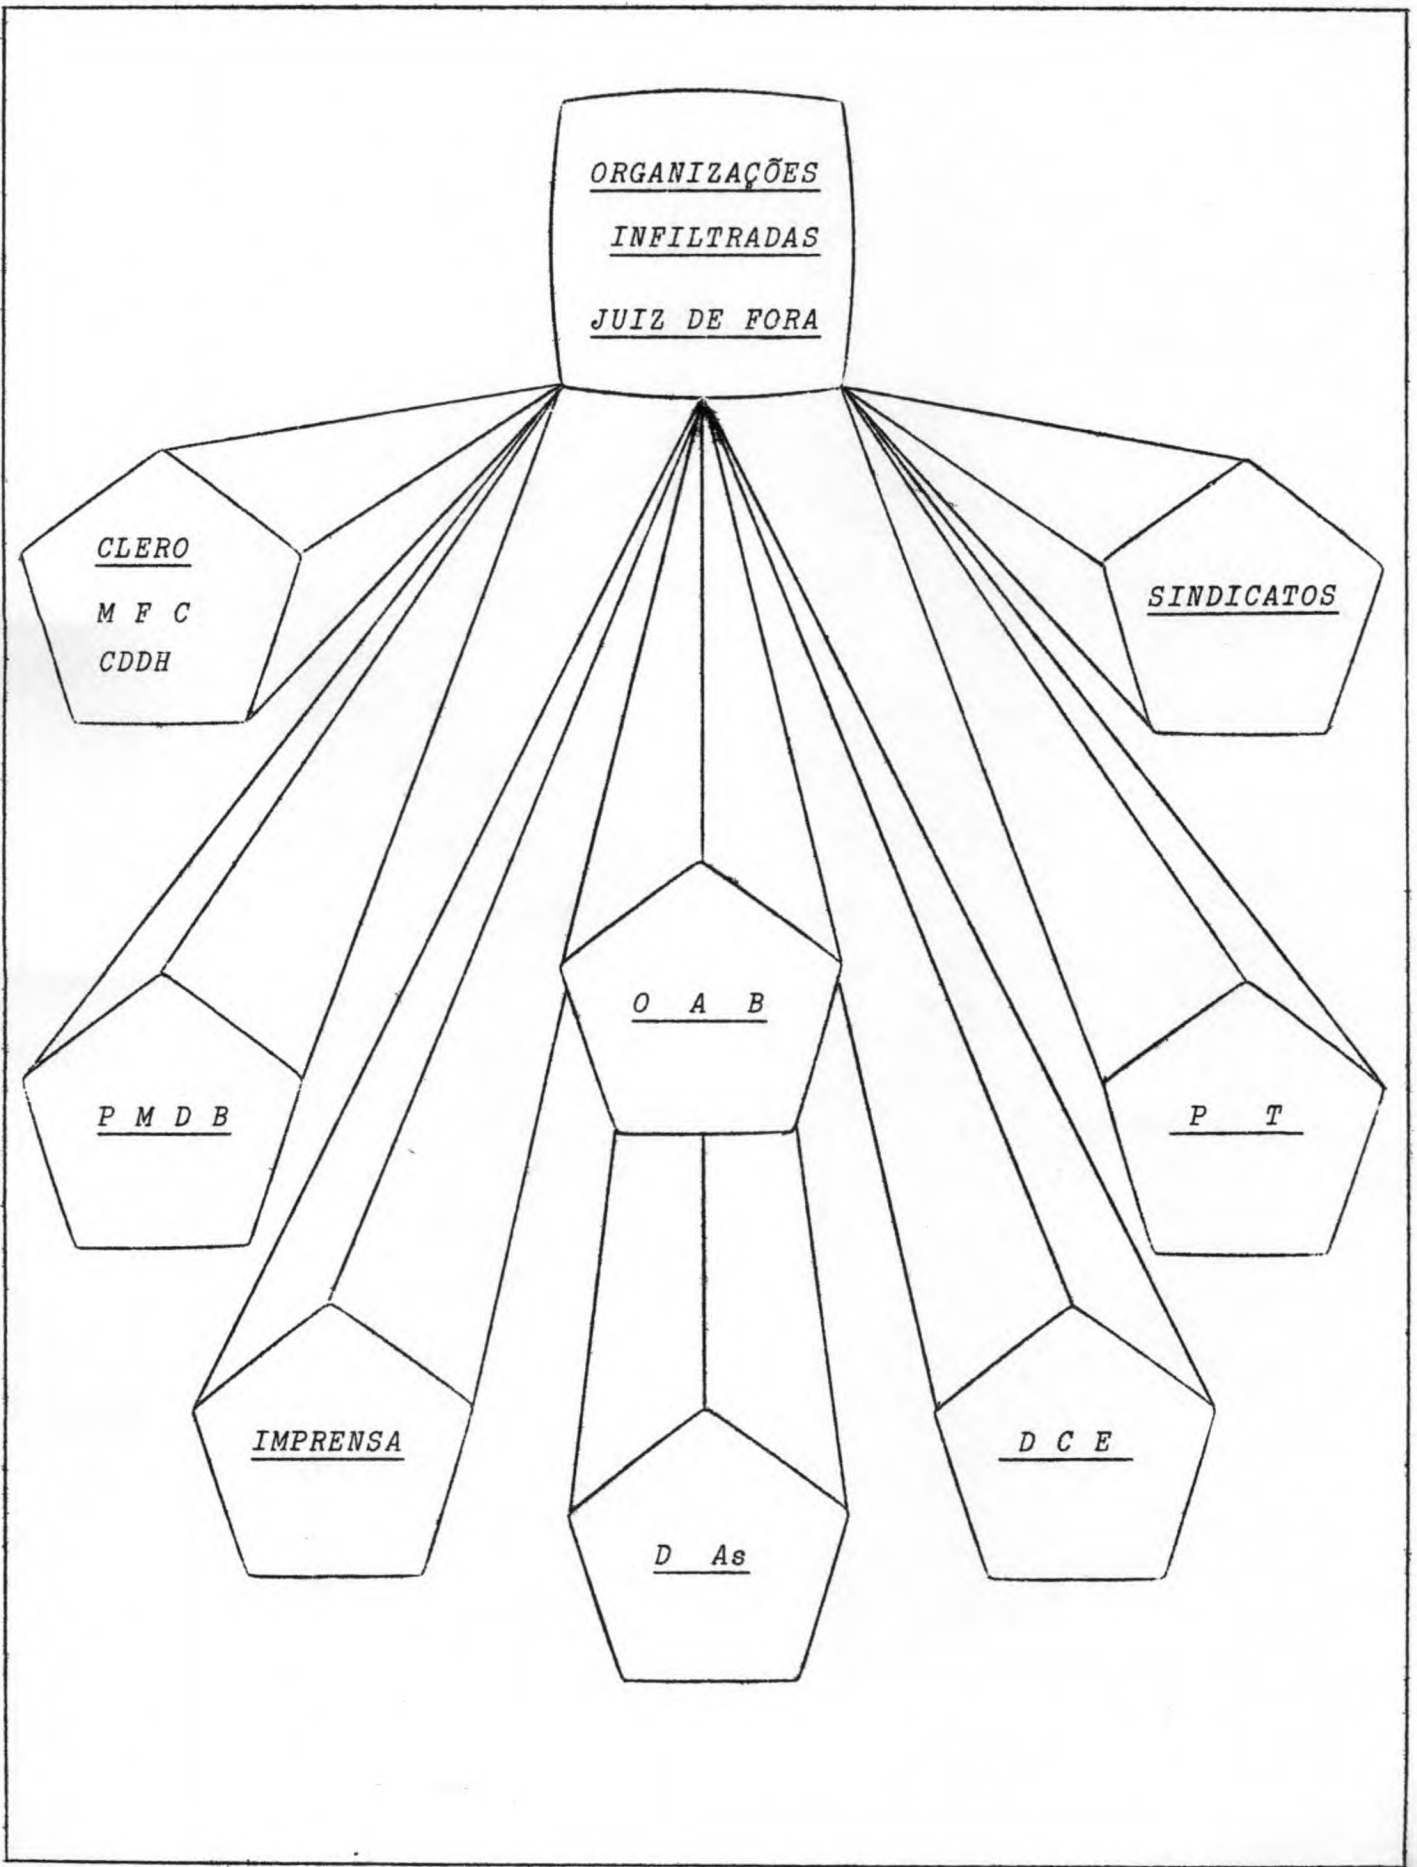 ORGANIZAÇÕES
INFILTRADAS
JUIZ DE FORA
CLERO
M F C
CDDH
SINDICATOS
O A B
P M D B
P T
IMPRENSA
D C E
D As